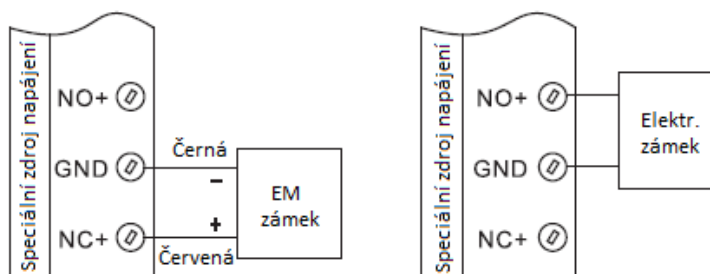 Speciální zdroj napájení
NO+
GND
NC+
Černá
–
+
Červená
EM
zámek
Speciální zdroj napájení
NO+
GND
NC+
Elektr.
zámek